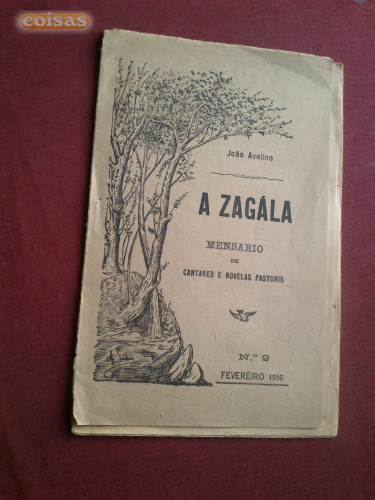 coisas
João Avelino
A ZAGÁLA
MENSARIO
DE
CANTARES E NOVELAS PASTORIS
N.º 2
FEVEREIRO 1916